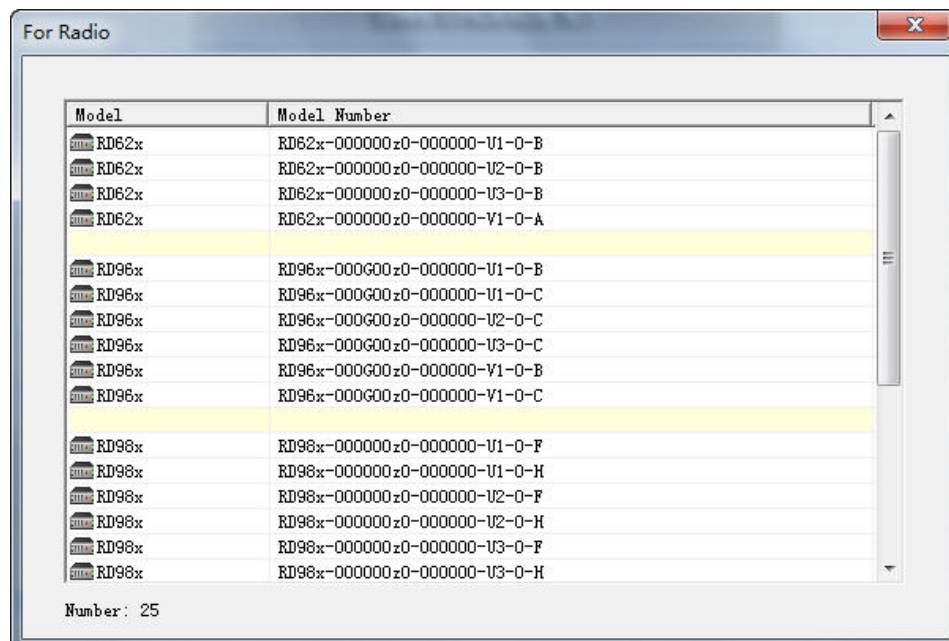 For Radio
Model Model Number
RD62x RD62x-000000z0-000000-U1-0-B
RD62x RD62x-000000z0-000000-U2-0-B
RD62x RD62x-000000z0-000000-U3-0-B
RD62x RD62x-000000z0-000000-V1-0-A
RD96x RD96x-000G00z0-000000-U1-0-B
RD96x RD96x-000G00z0-000000-U1-0-C
RD96x RD96x-000G00z0-000000-U2-0-C
RD96x RD96x-000G00z0-000000-U3-0-C
RD96x RD96x-000G00z0-000000-V1-0-B
RD96x RD96x-000G00z0-000000-V1-0-C
RD98x RD98x-000000z0-000000-U1-0-F
RD98x RD98x-000000z0-000000-U1-0-H
RD98x RD98x-000000z0-000000-U2-0-F
RD98x RD98x-000000z0-000000-U2-0-H
RD98x RD98x-000000z0-000000-U3-0-F
RD98x RD98x-000000z0-000000-U3-0-H
Number: 25